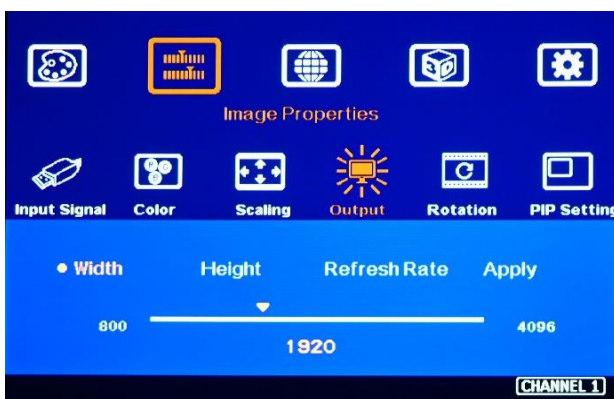 3D
Image Properties
R G B
Input Signal Color Scaling Output Rotation PIP Setting
Width Height Refresh Rate Apply
800 4096
1920
CHANNEL 1